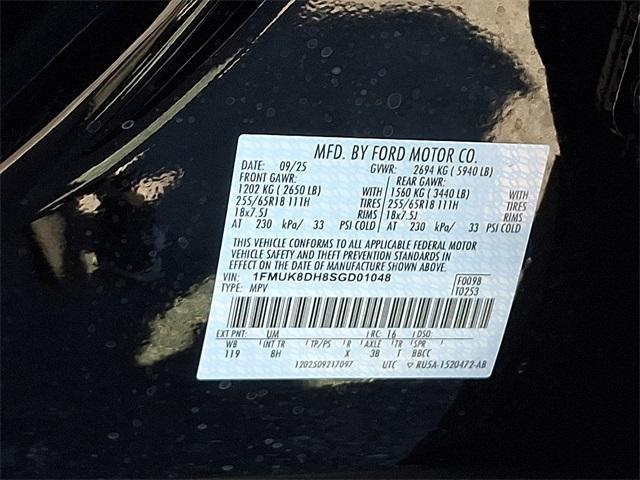 MFD. BY FORD MOTOR CO.
DATE: 09/25 GVWR: 2694 KG ( 5940 LB)
FRONT GAWR: REAR GAWR:
1202 KG ( 2650 LB) WITH 1560 KG ( 3440 LB) WITH
255/65R18 111H TIRES 255/65R18 111H TIRES
18x7.5J RIMS 18x7.5J RIMS
AT 230 kPa/ 33 PSI COLD AT 230 kPa/ 33 PSI COLD
THIS VEHICLE CONFORMS TO ALL APPLICABLE FEDERAL MOTOR
VEHICLE SAFETY AND THEFT PREVENTION STANDARDS IN
EFFECT ON THE DATE OF MANUFACTURE SHOWN ABOVE.
VIN: 1FMUK8DH8SGD01048 F0098
TYPE: MPV T0253
EXT PNT: UM RC: 16 DSO:
WB INT TR TP/PS R AXLE TR SPR
119 8H X 3B T BBCC
1202509217097 UTC ▽ RU5A-1520472-AB